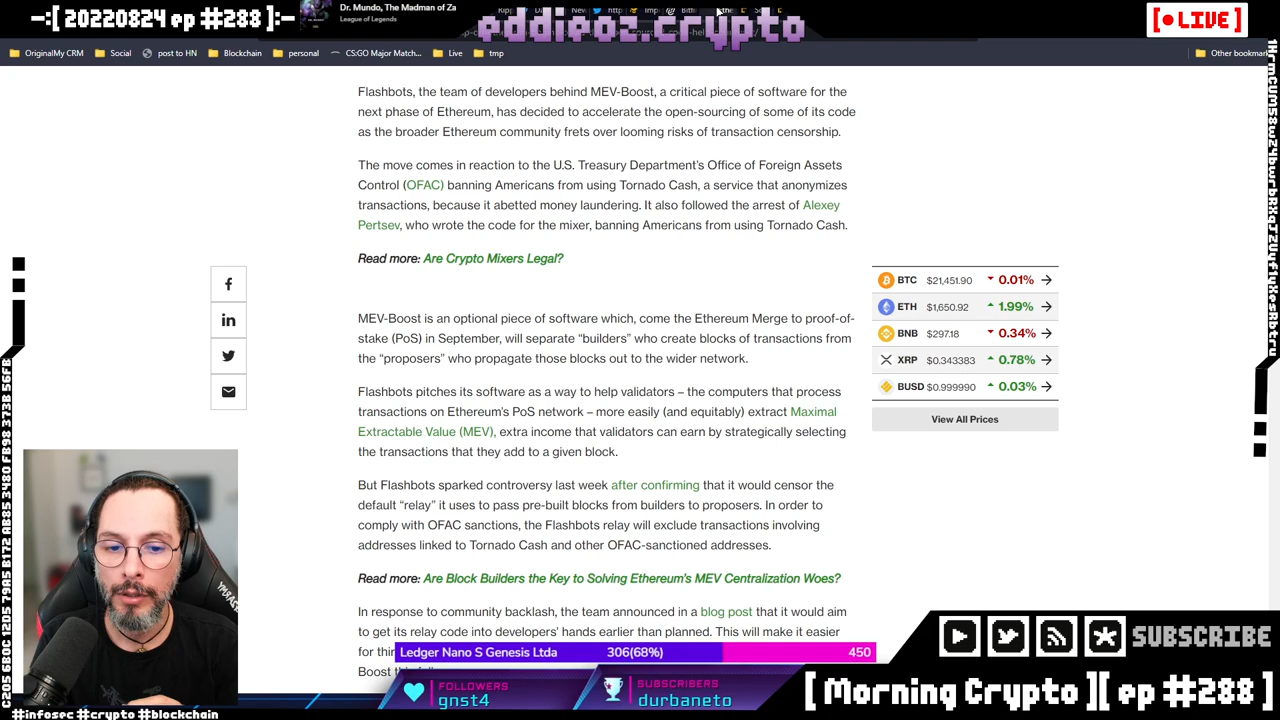 -:[ 20220824 ep #288 ]:-
Dr. Mundo, The Madman of Za
League of Legends
eddieoz.crypto
[ LIVE ]
OriginalMy CRM
Social
post to HN
Blockchain
personal
CS:GO Major Match...
Live
tmp
Other bookmar
Flashbots, the team of developers behind MEV-Boost, a critical piece of software for the
next phase of Ethereum, has decided to accelerate the open-sourcing of some of its code
as the broader Ethereum community frets over looming risks of transaction censorship.
The move comes in reaction to the U.S. Treasury Department's Office of Foreign Assets
Control (OFAC) banning Americans from using Tornado Cash, a service that anonymizes
transactions, because it abetted money laundering. It also followed the arrest of Alexey
Pertsev, who wrote the code for the mixer, banning Americans from using Tornado Cash.
Read more: Are Crypto Mixers Legal?
MEV-Boost is an optional piece of software which, come the Ethereum Merge to proof-of-
stake (PoS) in September, will separate “builders” who create blocks of transactions from
the “proposers” who propagate those blocks out to the wider network.
Flashbots pitches its software as a way to help validators – the computers that process
transactions on Ethereum's PoS network – more easily (and equitably) extract Maximal
Extractable Value (MEV), extra income that validators can earn by strategically selecting
the transactions that they add to a given block.
But Flashbots sparked controversy last week after confirming that it would censor the
default “relay” it uses to pass pre-built blocks from builders to proposers. In order to
comply with OFAC sanctions, the Flashbots relay will exclude transactions involving
addresses linked to Tornado Cash and other OFAC-sanctioned addresses.
Read more: Are Block Builders the Key to Solving Ethereum's MEV Centralization Woes?
In response to community backlash, the team announced in a blog post that it would aim
to get its relay code into developers' hands earlier than planned. This will make it easier
for
Boost
BTC $21,451.90 0.01%
ETH $1,650.92 1.99%
BNB $297.18 0.34%
XRP $0.343383 0.78%
BUSD $0.999990 0.03%
View All Prices
Ledger Nano S Genesis Ltda 306(68%) 450
FOLLOWERS
gnst4
SUBSCRIBERS
durbaneto
SUBSCRIBE
[ Morning Crypto ][ ep #288 ]
#infosec #crypto #blockchain